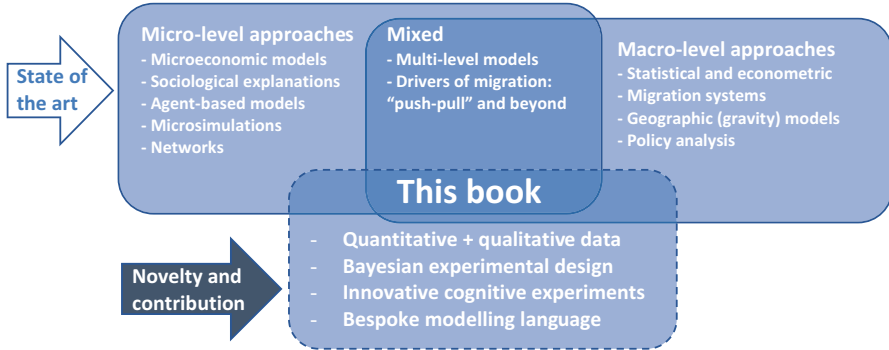 State of
the art
Micro-level approaches
- Microeconomic models
- Sociological explanations
- Agent-based models
- Microsimulations
- Networks
Mixed
- Multi-level models
- Drivers of migration:
“push-pull” and beyond
Macro-level approaches
- Statistical and econometric
- Migration systems
- Geographic (gravity) models
- Policy analysis
This book
Novelty and
contribution
- Quantitative + qualitative data
- Bayesian experimental design
- Innovative cognitive experiments
- Bespoke modelling language